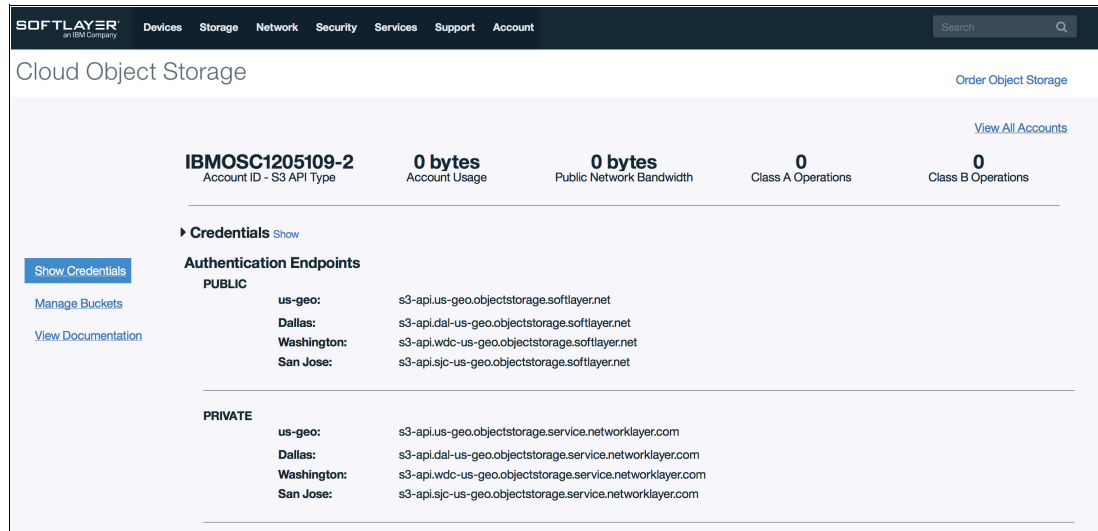 SOFTLAYER® Devices Storage Network Security Services Support Account Search
an IBM Company
Cloud Object Storage
Order Object Storage
View All Accounts
IBMOSC1205109-2 0 bytes 0 bytes 0 0
Account ID - S3 API Type Account Usage Public Network Bandwidth Class A Operations Class B Operations
Credentials Show
Show Credentials
Manage Buckets
View Documentation
Authentication Endpoints
PUBLIC
us-geo: s3-api.us-geo.objectstorage.softlayer.net
Dallas: s3-api.dal-us-geo.objectstorage.softlayer.net
Washington: s3-api.wdc-us-geo.objectstorage.softlayer.net
San Jose: s3-api.sjc-us-geo.objectstorage.softlayer.net
PRIVATE
us-geo: s3-api.us-geo.objectstorage.service.networklayer.com
Dallas: s3-api.dal-us-geo.objectstorage.service.networklayer.com
Washington: s3-api.wdc-us-geo.objectstorage.service.networklayer.com
San Jose: s3-api.sjc-us-geo.objectstorage.service.networklayer.com